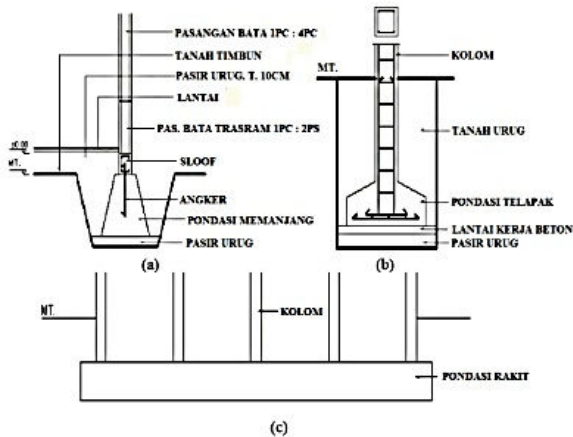 PASANGAN BATA 1PC : 4PC
TANAH TIMBUN
PASIR URUG, T. 10CM
LANTAI
PAS. BATA TRASRAM 1PC : 2PS
±0.00
MT.
SLOOF
ANGKER
PONDASI MEMANJANG
PASIR URUG
(a)
KOLOM
MT.
TANAH URUG
PONDASI TELAPAK
LANTAI KERJA BETON
PASIR URUG
(b)
MT.
KOLOM
PONDASI RAKIT
(c)